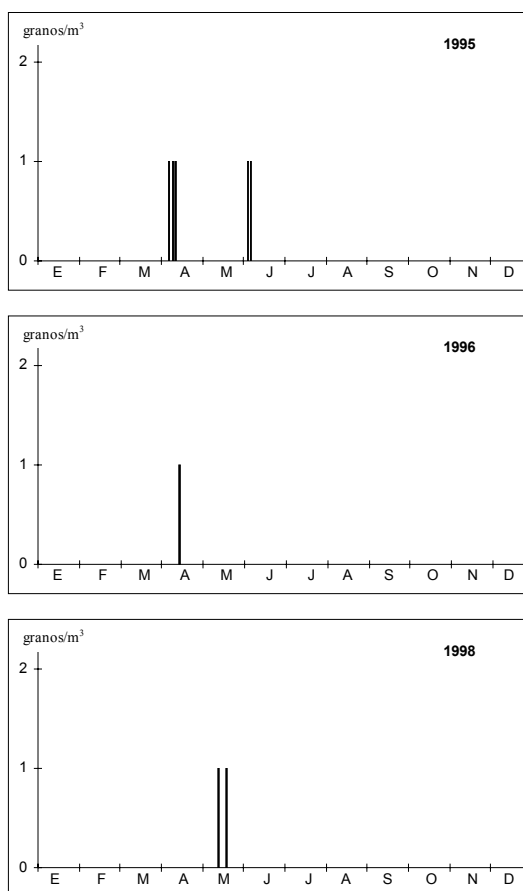 granos/m³
1995
2
1
0
E F M A M J J A S O N D
granos/m³
1996
2
1
0
E F M A M J J A S O N D
granos/m³
1998
2
1
0
E F M A M J J A S O N D